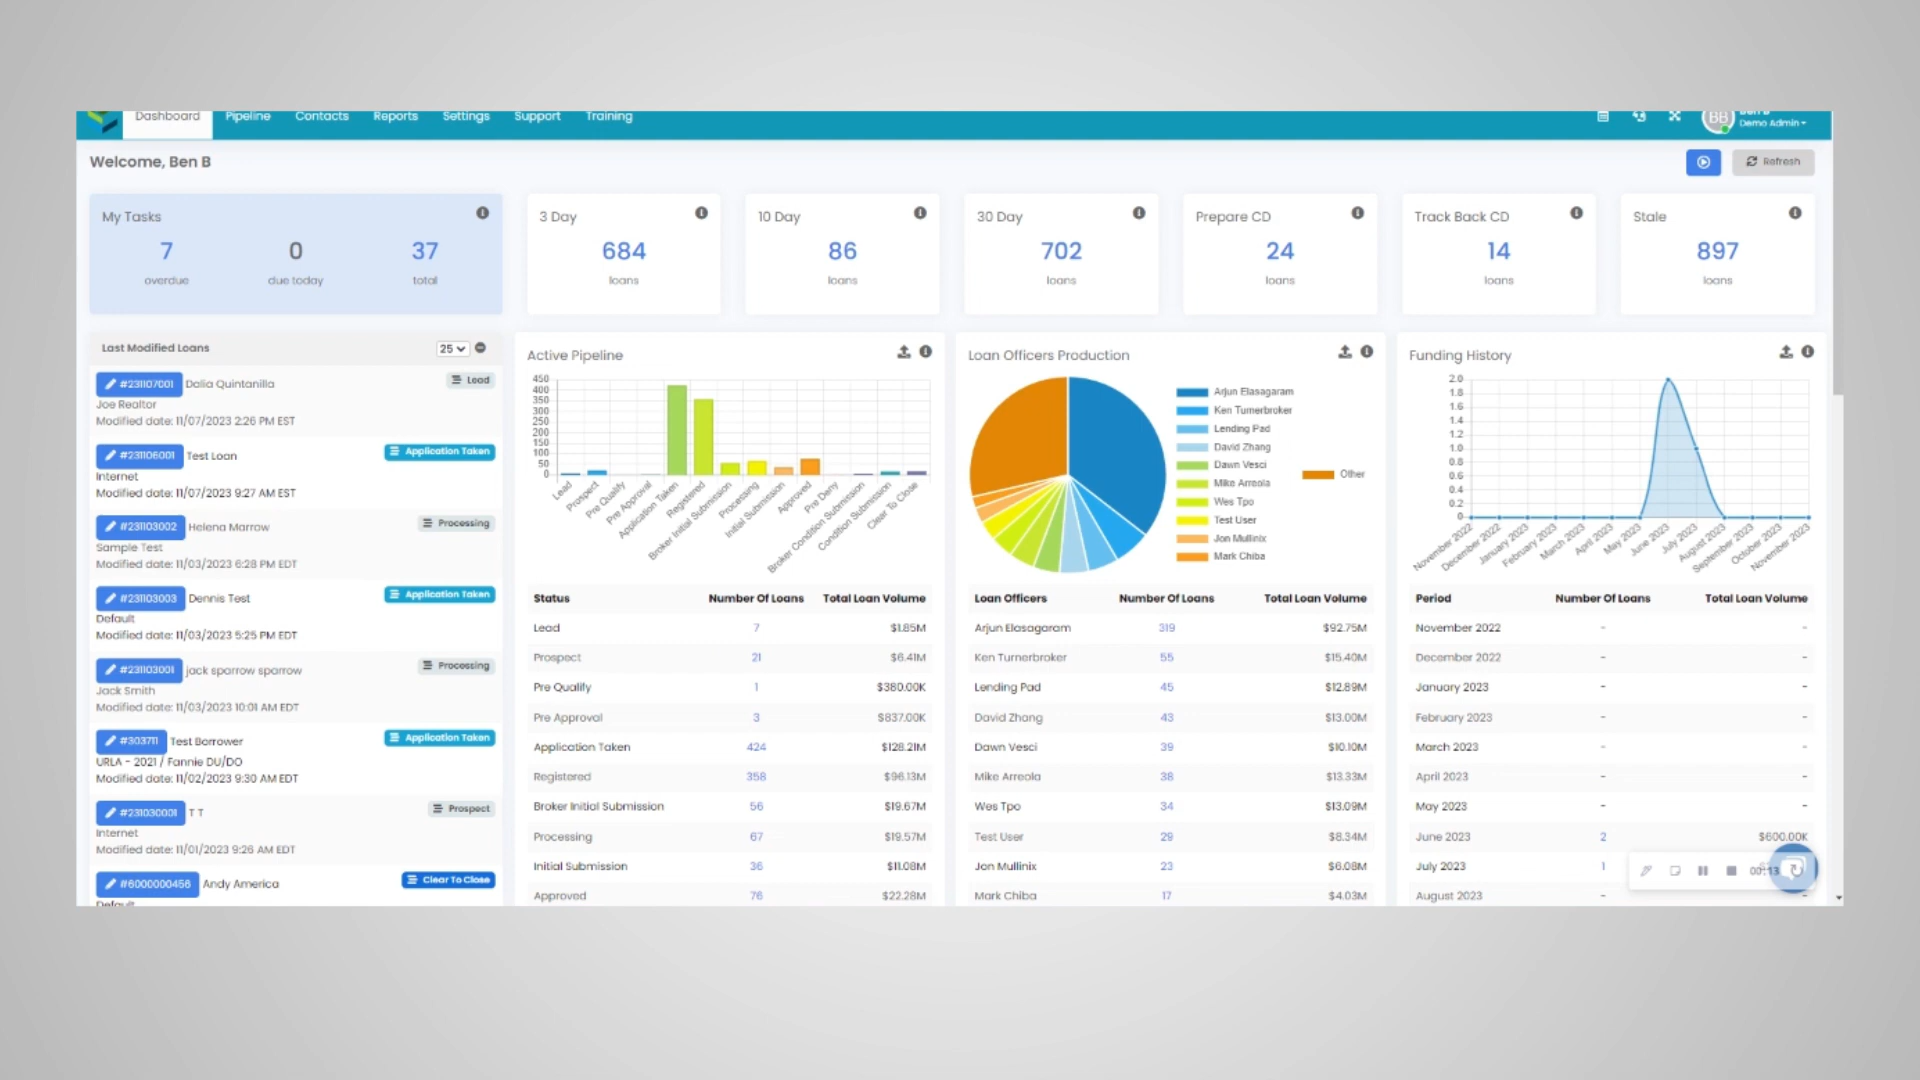 Dashboard Pipeline Contacts Reports Settings Support Training
BB
Demo Admin
Welcome, Ben B
Refresh
My Tasks
7 0 37
overdue due today total
3 Day
684
loans
10 Day
86
loans
30 Day
702
loans
Prepare CD
24
loans
Track Back CD
14
loans
Stale
897
loans
Last Modified Loans 25
#231107001 Dalia Quintanilla Lead
Joe Realtor
Modified date: 11/07/2023 2:26 PM EST
#231106001 Test Loan Application Taken
Internet
Modified date: 11/07/2023 9:27 AM EST
#231103002 Helena Marrow Processing
Sample Test
Modified date: 11/03/2023 6:28 PM EDT
#231103003 Dennis Test Application Taken
Default
Modified date: 11/03/2023 5:25 PM EDT
#231103001 jack sparrow sparrow Processing
Jack Smith
Modified date: 11/03/2023 10:01 AM EDT
#303711 Test Borrower Application Taken
URLA - 2021 / Fannie DU/DO
Modified date: 11/02/2023 9:30 AM EDT
#231030001 T T Prospect
Internet
Modified date: 11/01/2023 9:26 AM EDT
#6000000456 Andy America Clear To Close
Default
Active Pipeline
450
400
350
300
250
200
150
100
50
0
Lead
Prospect
Pre Qualify
Pre Approval
Application Taken
Registered
Broker Initial Submission
Processing
Initial Submission
Approved
Pre Deny
Broker Condition Submission
Condition Submission
Clear To Close
Status Number Of Loans Total Loan Volume
Lead 7 $1.85M
Prospect 21 $6.41M
Pre Qualify 1 $380.00K
Pre Approval 3 $837.00K
Application Taken 424 $128.21M
Registered 358 $96.13M
Broker Initial Submission 56 $19.67M
Processing 67 $19.57M
Initial Submission 36 $11.08M
Approved 76 $22.28M
Loan Officers Production
Arjun Elasagaram
Ken Turnerbroker
Lending Pad
David Zhang
Dawn Vesci
Mike Arreola
Wes Tpo
Test User
Jon Mullinix
Mark Chiba
Other
Loan Officers Number Of Loans Total Loan Volume
Arjun Elasagaram 319 $92.75M
Ken Turnerbroker 55 $15.40M
Lending Pad 45 $12.89M
David Zhang 43 $13.00M
Dawn Vesci 39 $10.10M
Mike Arreola 38 $13.33M
Wes Tpo 34 $13.09M
Test User 29 $8.34M
Jon Mullinix 23 $6.08M
Mark Chiba 17 $4.03M
Funding History
2.0
1.8
1.6
1.4
1.2
1.0
0.8
0.6
0.4
0.2
0
November 2022
December 2022
January 2023
February 2023
March 2023
April 2023
May 2023
June 2023
July 2023
August 2023
September 2023
October 2023
November 2023
Period Number Of Loans Total Loan Volume
November 2022 - -
December 2022 - -
January 2023 - -
February 2023 - -
March 2023 - -
April 2023 - -
May 2023 - -
June 2023 2 $600.00K
July 2023 1
00:13
August 2023 -